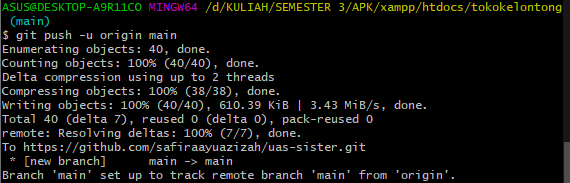 ASUS@DESKTOP-A9R11CO MINGW64 /d/KULIAH/SEMESTER 3/APK/xampp/htdocs/tokokelontong
(main)
$ git push -u origin main
Enumerating objects: 40, done.
Counting objects: 100% (40/40), done.
Delta compression using up to 2 threads
Compressing objects: 100% (38/38), done.
Writing objects: 100% (40/40), 610.39 KiB | 3.43 MiB/s, done.
Total 40 (delta 7), reused 0 (delta 0), pack-reused 0
remote: Resolving deltas: 100% (7/7), done.
To https://github.com/safiraayuazizah/uas-sister.git
 * [new branch]      main -> main
Branch 'main' set up to track remote branch 'main' from 'origin'.